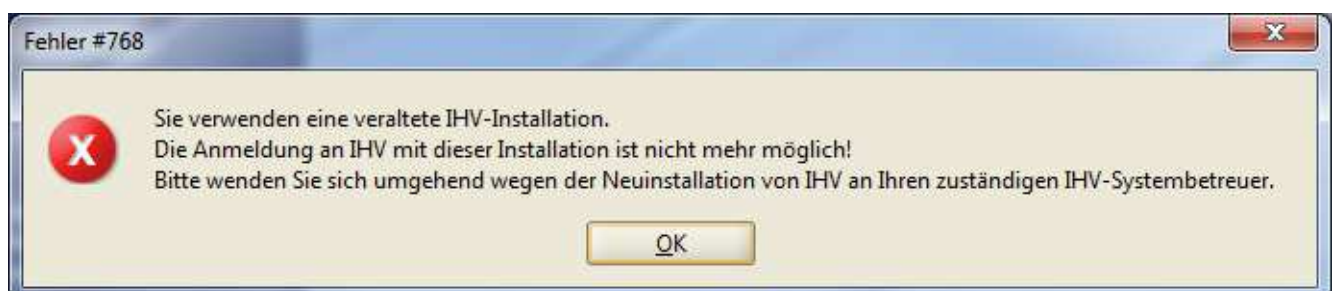 Fehler #768
Sie verwenden eine veraltete IHV-Installation.
Die Anmeldung an IHV mit dieser Installation ist nicht mehr möglich!
Bitte wenden Sie sich umgehend wegen der Neuinstallation von IHV an Ihren zuständigen IHV-Systembetreuer.
OK